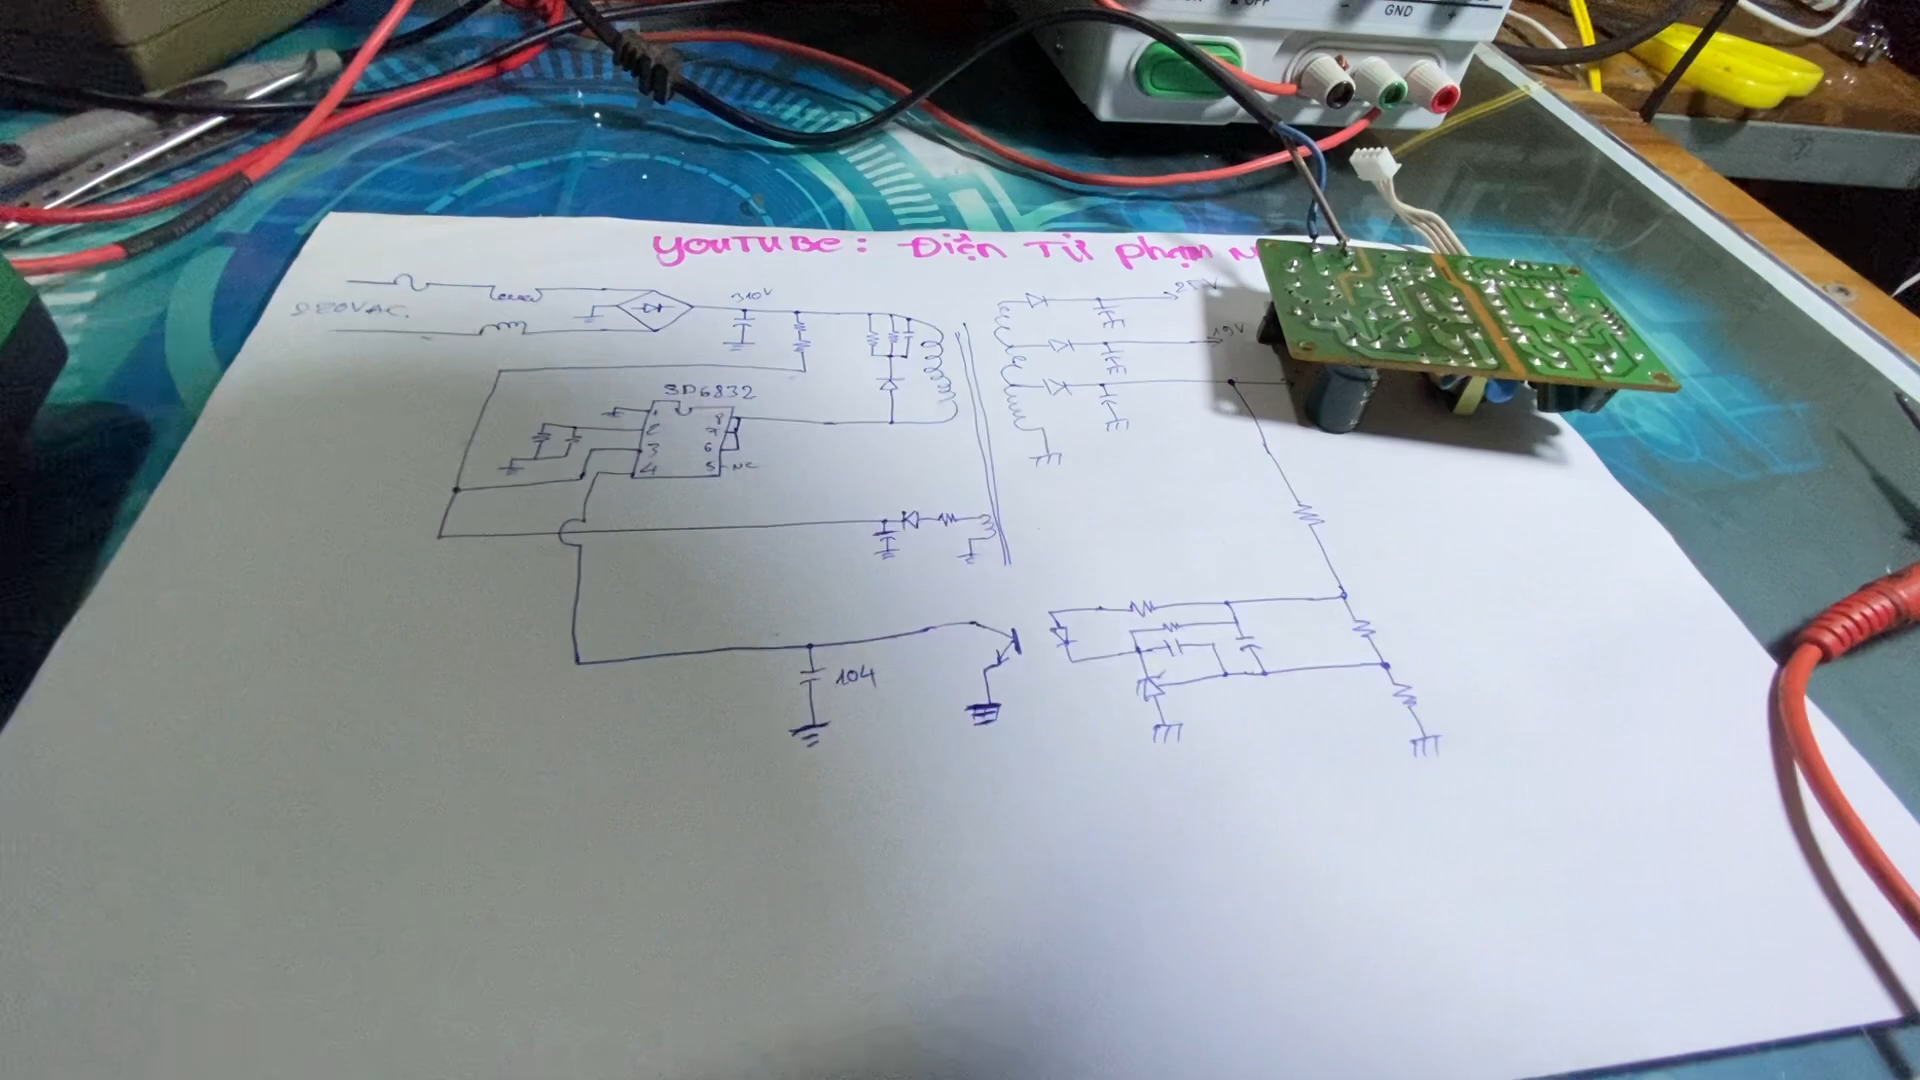 GND
YOUTUBE: Điện Tử Phạm N
220VAC
310V
25V
19V
SD6832
1 8
2 7
3 6
4 5 NC
104